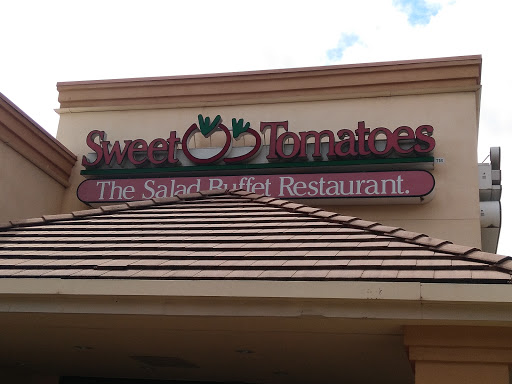 Sweet Tomatoes
The Salad Buffet Restaurant.